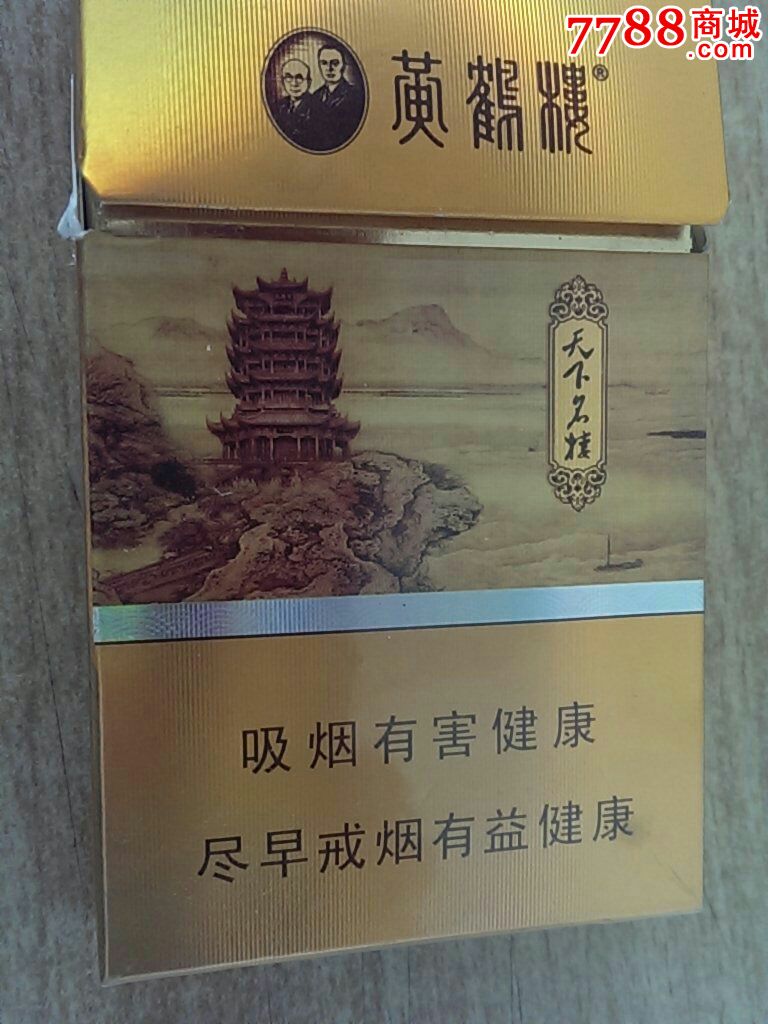 7788商城
.com
黄鹤楼®
天下名楼
吸烟有害健康
尽早戒烟有益健康